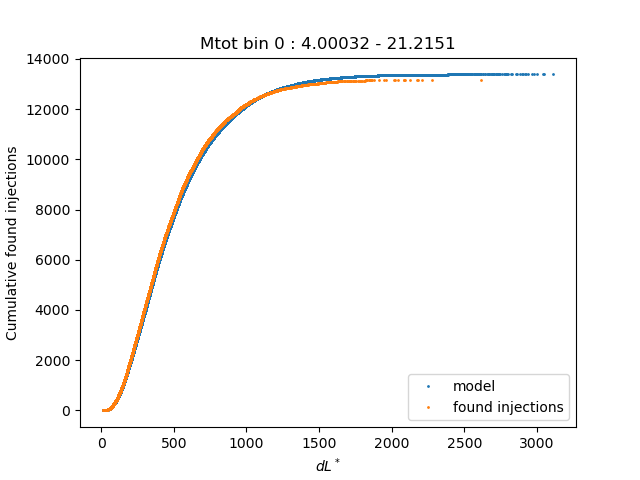 Mtot bin 0 : 4.00032 - 21.2151
14000
12000
10000
8000
6000
4000
2000
0
Cumulative found injections
0 500 1000 1500 2000 2500 3000
dL*
model
found injections